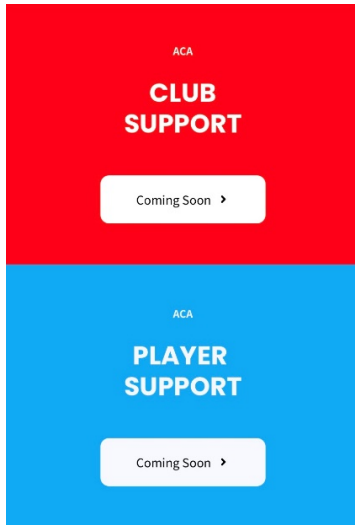 ACA
CLUB
SUPPORT
Coming Soon
ACA
PLAYER
SUPPORT
Coming Soon